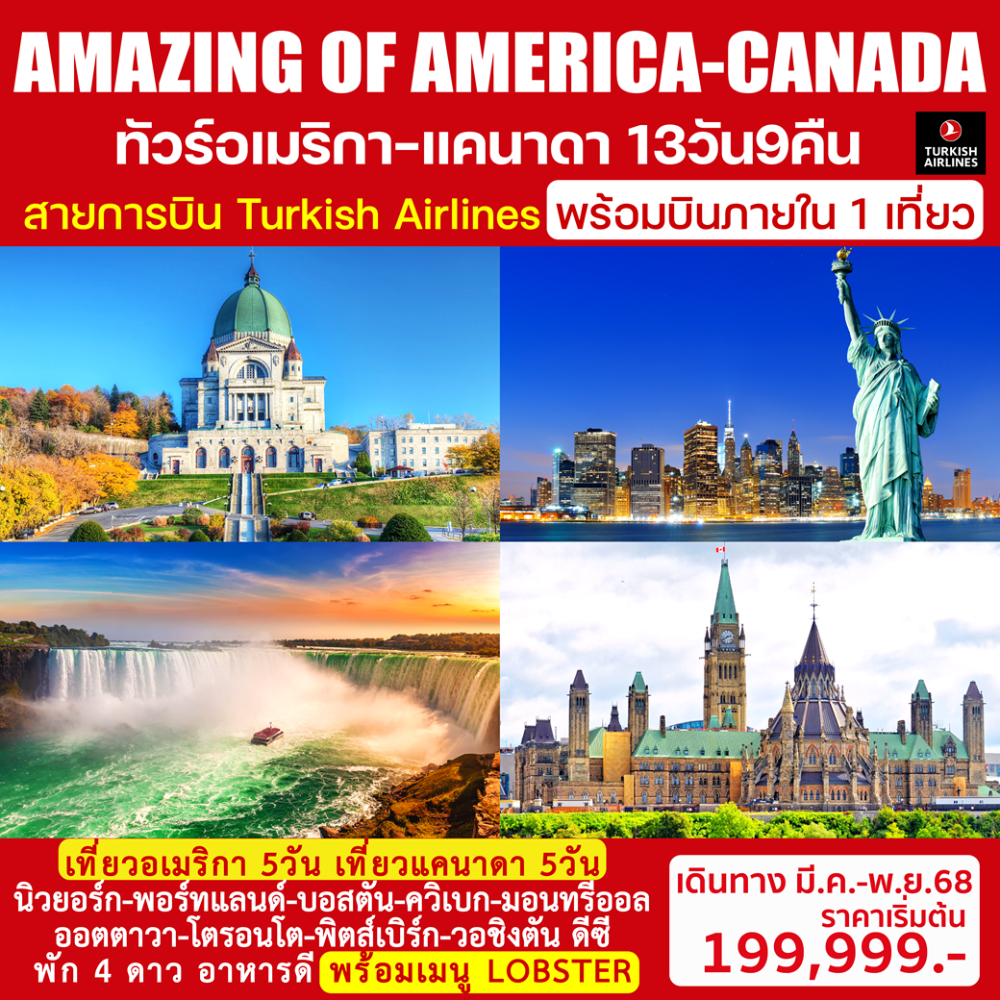 AMAZING OF AMERICA-CANADA
ทัวร์อเมริกา-แคนาดา 13วัน9คืน
TURKISH
AIRLINES
สายการบิน Turkish Airlines พร้อมบินภายใน 1 เที่ยว
เที่ยวอเมริกา 5วัน เที่ยวแคนาดา 5วัน
นิวยอร์ก-พอร์ทแลนด์-บอสตัน-ควิเบก-มอนทรีออล
ออตตาวา-โตรอนโต-พิตส์เบิร์ก-วอชิงตัน ดีซี
พัก 4 ดาว อาหารดี พร้อมเมนู LOBSTER
เดินทาง มี.ค.-พ.ย.68
ราคาเริ่มต้น
199,999.-